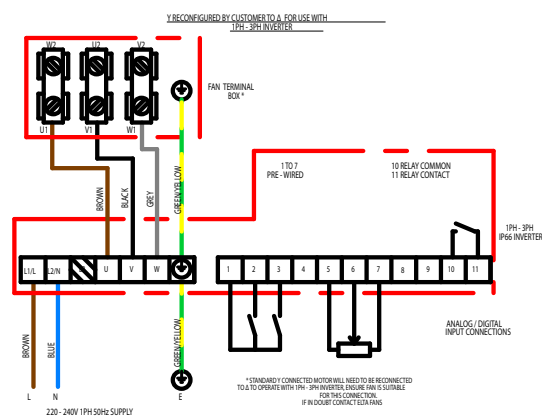 Y RECONFIGURED BY CUSTOMER TO Δ FOR USE WITH
1PH - 3PH INVERTER
W2 U2 V2
FAN TERMINAL
BOX *
U1 V1 W1
BROWN
BLACK
GREY
GREEN/YELLOW
1 TO 7
PRE - WIRED
10 RELAY COMMON
11 RELAY CONTACT
1PH - 3PH
IP66 INVERTER
L1/L L2/N U V W
1 2 3 4 5 6 7 8 9 10 11
BROWN
BLUE
GREEN/YELLOW
ANALOG / DIGITAL
INPUT CONNECTIONS
L N E
220 - 240V 1PH 50Hz SUPPLY
* STANDARD Y CONNECTED MOTOR WILL NEED TO BE RECONNECTED
TO Δ TO OPERATE WITH 1PH - 3PH INVERTER, ENSURE FAN IS SUITABLE
FOR THIS CONNECTION.
IF IN DOUBT CONTACT ELTA FANS